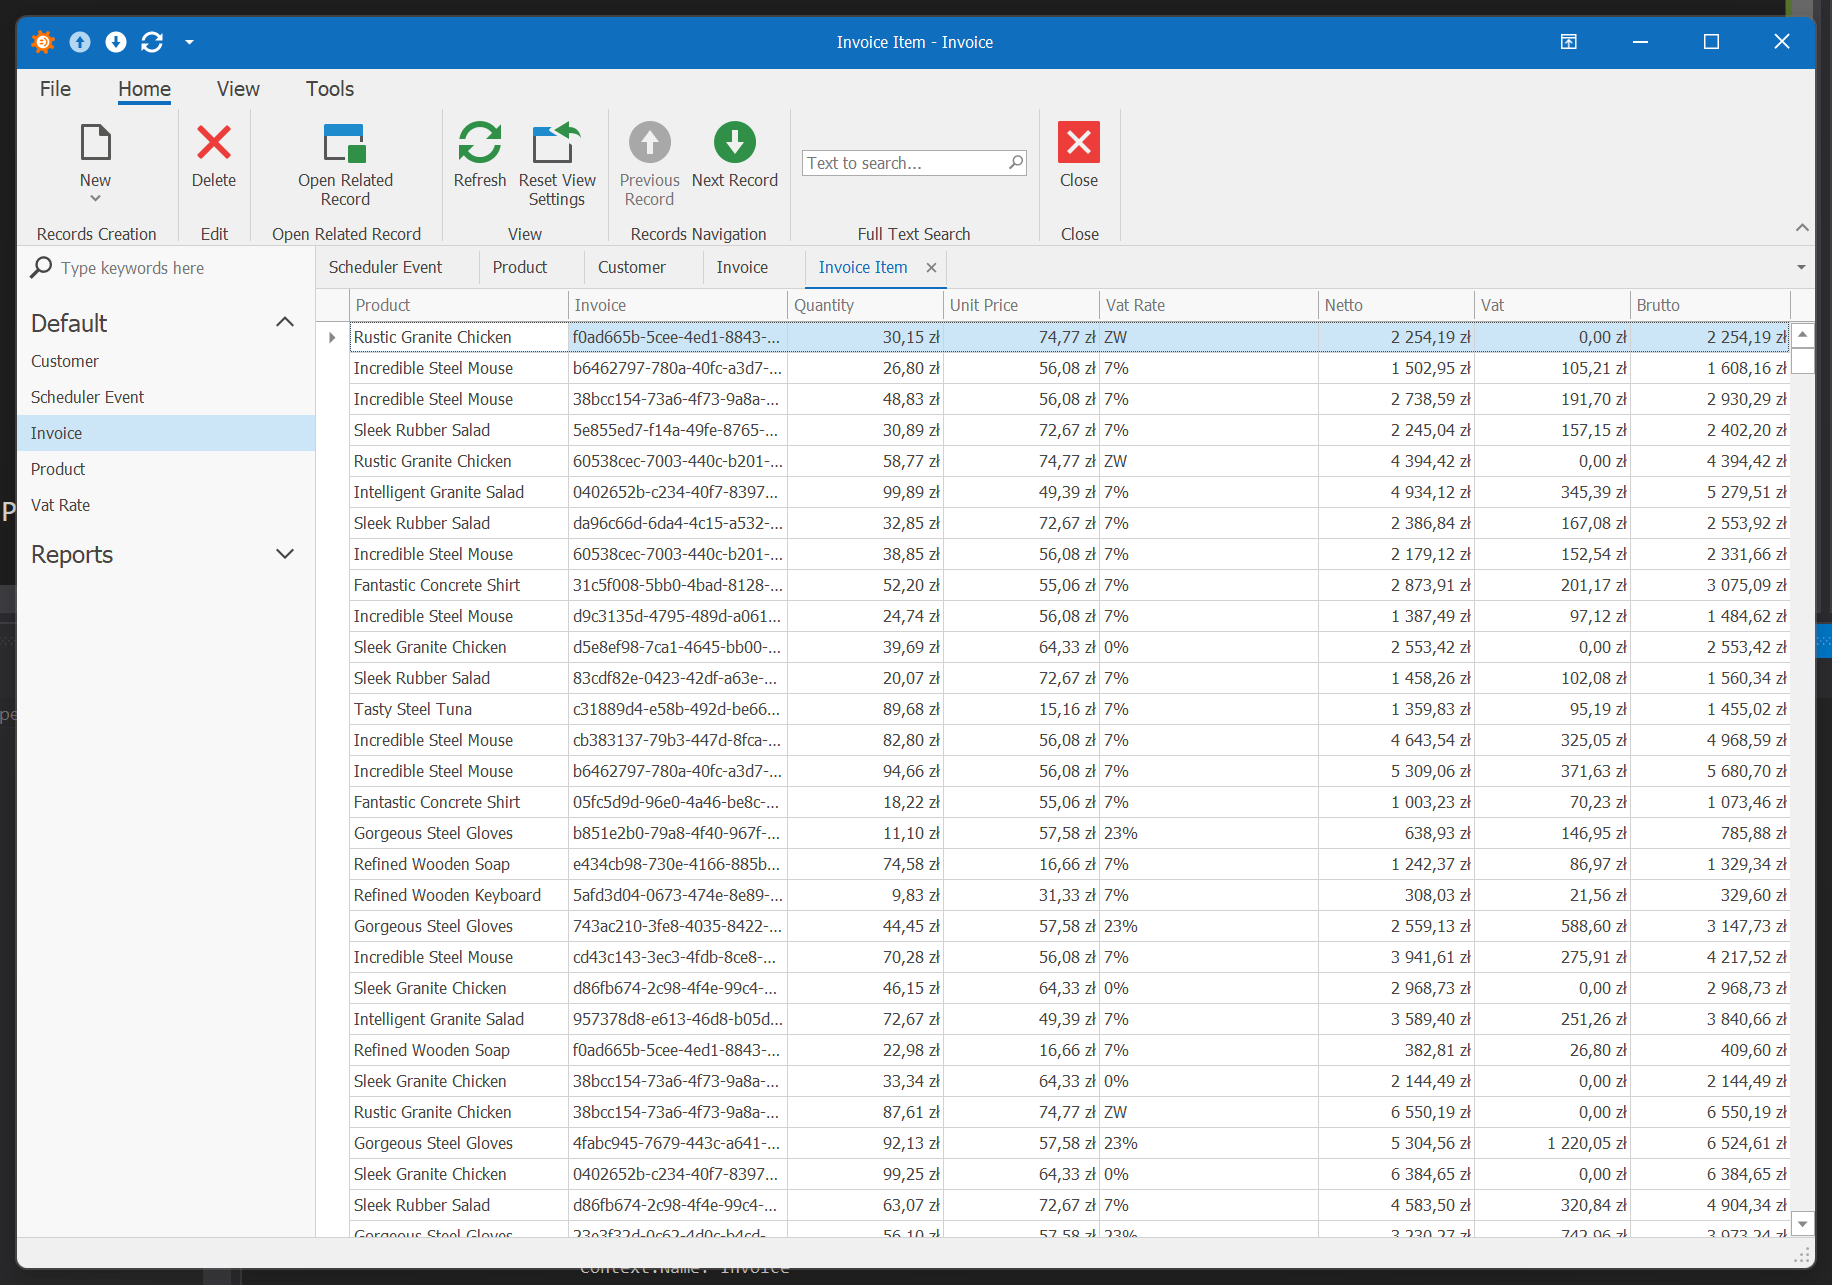 Invoice Item - Invoice
File Home View Tools
New Delete Open Related Record Refresh Reset View Settings Previous Record Next Record Text to search... Close
Records Creation Edit Open Related Record View Records Navigation Full Text Search Close
Type keywords here
Default
Customer
Scheduler Event
Invoice
Product
Vat Rate
Reports
Scheduler Event Product Customer Invoice Invoice Item
Product Invoice Quantity Unit Price Vat Rate Netto Vat Brutto
Rustic Granite Chicken f0ad665b-5cee-4ed1-8843-... 30,15 zł 74,77 zł ZW 2 254,19 zł 0,00 zł 2 254,19 zł
Incredible Steel Mouse b6462797-780a-40fc-a3d7-... 26,80 zł 56,08 zł 7% 1 502,95 zł 105,21 zł 1 608,16 zł
Incredible Steel Mouse 38bcc154-73a6-4f73-9a8a-... 48,83 zł 56,08 zł 7% 2 738,59 zł 191,70 zł 2 930,29 zł
Sleek Rubber Salad 5e855ed7-f14a-49fe-8765-... 30,89 zł 72,67 zł 7% 2 245,04 zł 157,15 zł 2 402,20 zł
Rustic Granite Chicken 60538cec-7003-440c-b201-... 58,77 zł 74,77 zł ZW 4 394,42 zł 0,00 zł 4 394,42 zł
Intelligent Granite Salad 0402652b-c234-40f7-8397... 99,89 zł 49,39 zł 7% 4 934,12 zł 345,39 zł 5 279,51 zł
Sleek Rubber Salad da96c66d-6da4-4c15-a532-... 32,85 zł 72,67 zł 7% 2 386,84 zł 167,08 zł 2 553,92 zł
Incredible Steel Mouse 60538cec-7003-440c-b201-... 38,85 zł 56,08 zł 7% 2 179,12 zł 152,54 zł 2 331,66 zł
Fantastic Concrete Shirt 31c5f008-5bb0-4bad-8128-... 52,20 zł 55,06 zł 7% 2 873,91 zł 201,17 zł 3 075,09 zł
Incredible Steel Mouse d9c3135d-4795-489d-a061... 24,74 zł 56,08 zł 7% 1 387,49 zł 97,12 zł 1 484,62 zł
Sleek Granite Chicken d5e8ef98-7ca1-4645-bb00-... 39,69 zł 64,33 zł 0% 2 553,42 zł 0,00 zł 2 553,42 zł
Sleek Rubber Salad 83cdf82e-0423-42df-a63e-... 20,07 zł 72,67 zł 7% 1 458,26 zł 102,08 zł 1 560,34 zł
Tasty Steel Tuna c31889d4-e58b-492d-be66... 89,68 zł 15,16 zł 7% 1 359,83 zł 95,19 zł 1 455,02 zł
Incredible Steel Mouse cb383137-79b3-447d-8fca-... 82,80 zł 56,08 zł 7% 4 643,54 zł 325,05 zł 4 968,59 zł
Incredible Steel Mouse b6462797-780a-40fc-a3d7-... 94,66 zł 56,08 zł 7% 5 309,06 zł 371,63 zł 5 680,70 zł
Fantastic Concrete Shirt 05fc5d9d-96e0-4a46-be8c-... 18,22 zł 55,06 zł 7% 1 003,23 zł 70,23 zł 1 073,46 zł
Gorgeous Steel Gloves b851e2b0-79a8-4f40-967f-... 11,10 zł 57,58 zł 23% 638,93 zł 146,95 zł 785,88 zł
Refined Wooden Soap e434cb98-730e-4166-885b... 74,58 zł 16,66 zł 7% 1 242,37 zł 86,97 zł 1 329,34 zł
Refined Wooden Keyboard 5afd3d04-0673-474e-8e89-... 9,83 zł 31,33 zł 7% 308,03 zł 21,56 zł 329,60 zł
Gorgeous Steel Gloves 743ac210-3fe8-4035-8422-... 44,45 zł 57,58 zł 23% 2 559,13 zł 588,60 zł 3 147,73 zł
Incredible Steel Mouse cd43c143-3ec3-4fdb-8ce8-... 70,28 zł 56,08 zł 7% 3 941,61 zł 275,91 zł 4 217,52 zł
Sleek Granite Chicken d86fb674-2c98-4f4e-99c4-... 46,15 zł 64,33 zł 0% 2 968,73 zł 0,00 zł 2 968,73 zł
Intelligent Granite Salad 957378d8-e613-46d8-b05d... 72,67 zł 49,39 zł 7% 3 589,40 zł 251,26 zł 3 840,66 zł
Refined Wooden Soap f0ad665b-5cee-4ed1-8843-... 22,98 zł 16,66 zł 7% 382,81 zł 26,80 zł 409,60 zł
Sleek Granite Chicken 38bcc154-73a6-4f73-9a8a-... 33,34 zł 64,33 zł 0% 2 144,49 zł 0,00 zł 2 144,49 zł
Rustic Granite Chicken 38bcc154-73a6-4f73-9a8a-... 87,61 zł 74,77 zł ZW 6 550,19 zł 0,00 zł 6 550,19 zł
Gorgeous Steel Gloves 4fabc945-7679-443c-a641-... 92,13 zł 57,58 zł 23% 5 304,56 zł 1 220,05 zł 6 524,61 zł
Sleek Granite Chicken 0402652b-c234-40f7-8397... 99,25 zł 64,33 zł 0% 6 384,65 zł 0,00 zł 6 384,65 zł
Sleek Rubber Salad d86fb674-2c98-4f4e-99c4-... 63,07 zł 72,67 zł 7% 4 583,50 zł 320,84 zł 4 904,34 zł
Gorgeous Steel Gloves 23e3f32d-0c62-4d0c-b4cd-... 56,10 zł 57,58 zł 23% 3 230,27 zł 742,96 zł 3 973,24 zł
Context.Name: Invoice